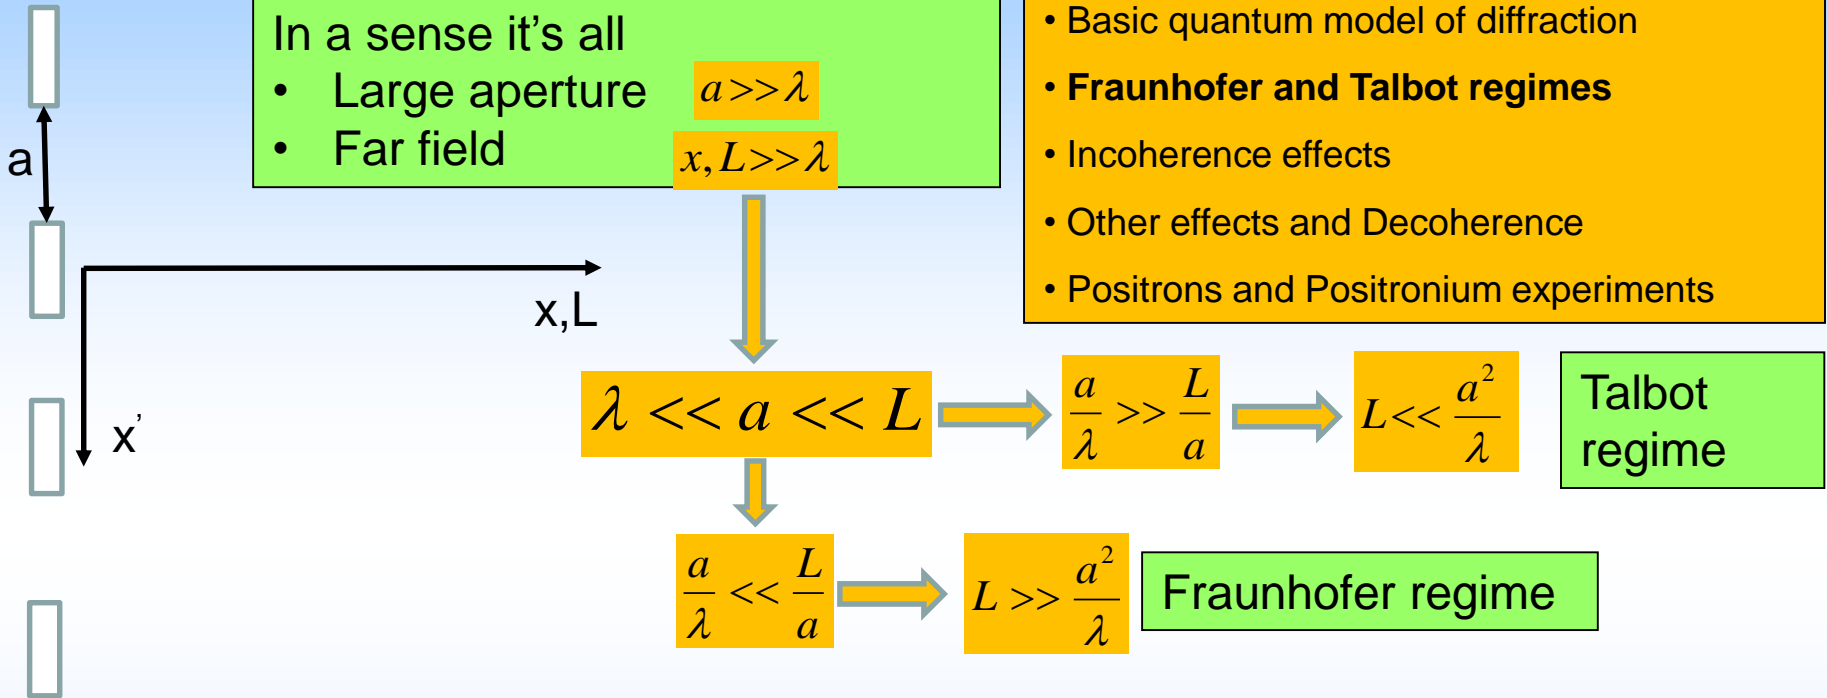 In a sense it's all
• Large aperture a >> λ
• Far field x, L >> λ
• Basic quantum model of diffraction
• Fraunhofer and Talbot regimes
• Incoherence effects
• Other effects and Decoherence
• Positrons and Positronium experiments
a
x,L
x'
λ << a << L
a/λ >> L/a
L << a²/λ
Talbot
regime
a/λ << L/a
L >> a²/λ
Fraunhofer regime